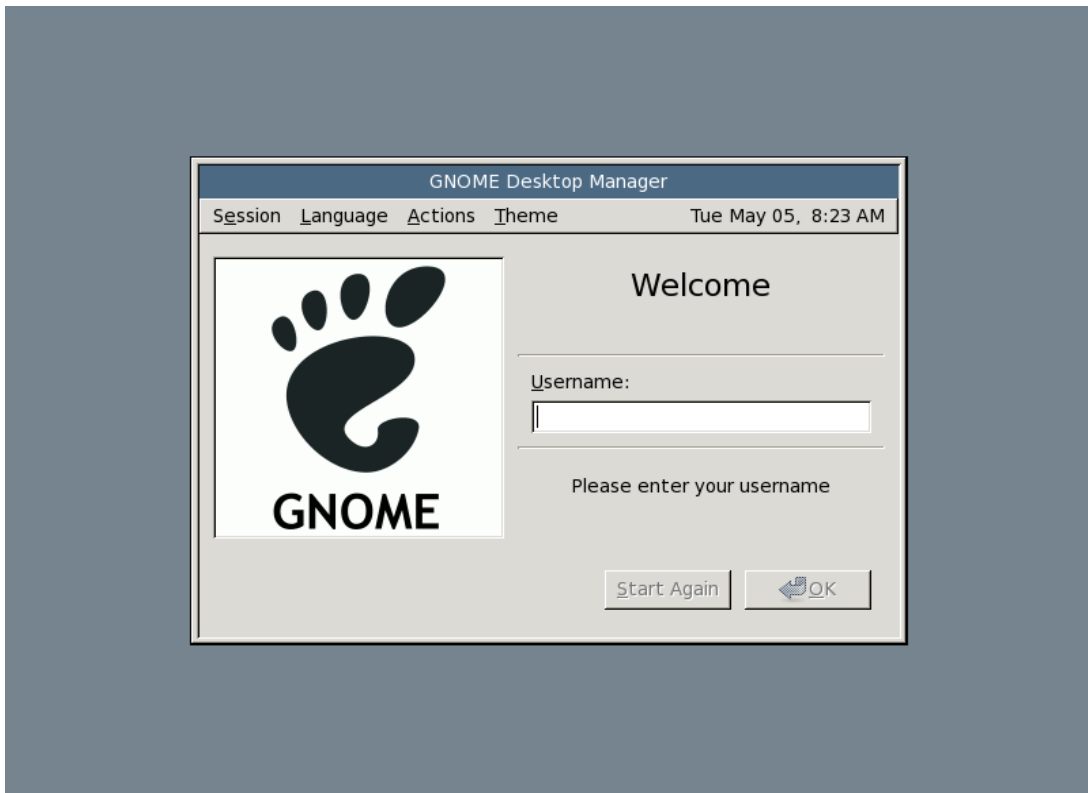 GNOME Desktop Manager
Session Language Actions Theme Tue May 05, 8:23 AM
Welcome
Username:
Please enter your username
GNOME
Start Again OK